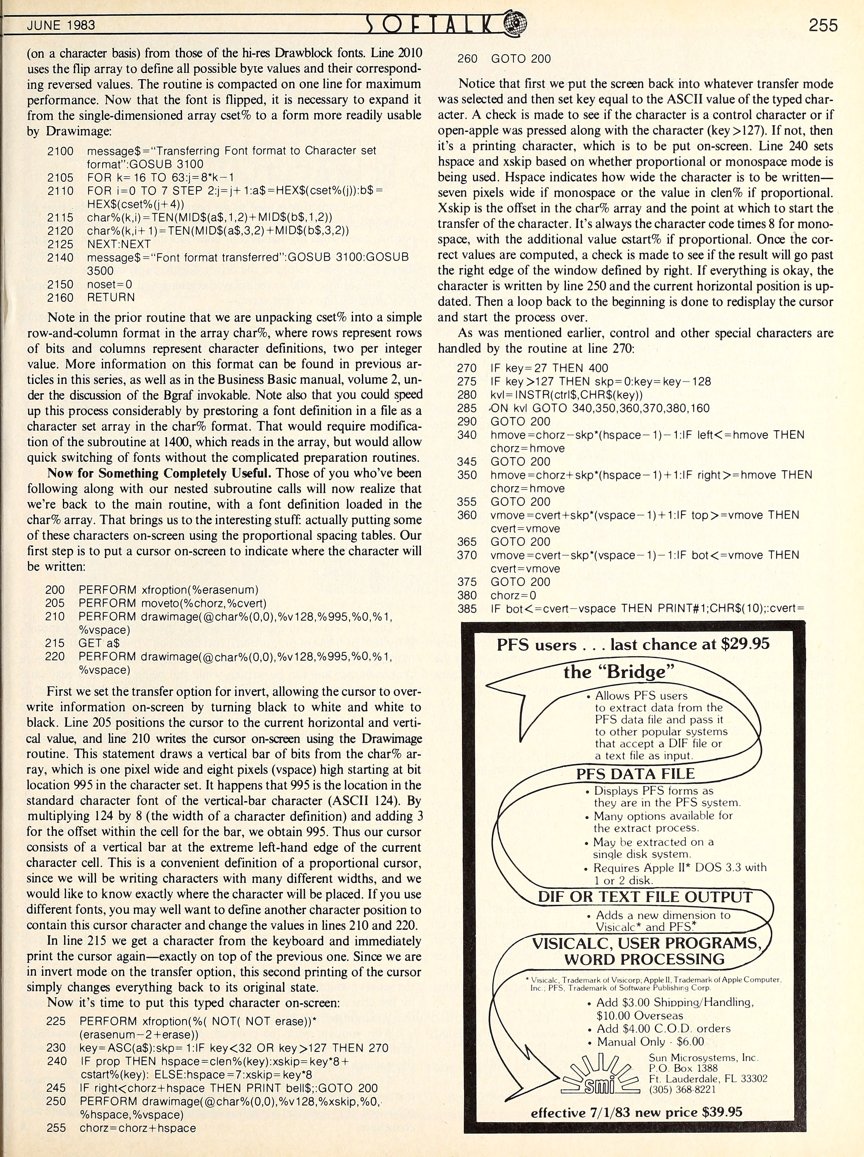 JUNE 1983
SOFTALK
255
(on a character basis) from those of the hi-res Drawblock fonts. Line 2010
uses the flip array to define all possible byte values and their correspond-
ing reversed values. The routine is compacted on one line for maximum
performance. Now that the font is flipped, it is necessary to expand it
from the single-dimensioned array cset% to a form more readily usable
by Drawimage:
2100 message$="Transferring Font format to Character set
format":GOSUB 3100
2105 FOR k=16 TO 63:j=8*k-1
2110 FOR i=0 TO 7 STEP 2:j=j+1:a$=HEX$(cset%(j)):b$=
HEX$(cset%(j+4))
2115 char%(k,i)=TEN(MID$(a$,1,2)+MID$(b$,1,2))
2120 char%(k,i+1)=TEN(MID$(a$,3,2)+MID$(b$,3,2))
2125 NEXT:NEXT
2140 message$="Font format transferred":GOSUB 3100:GOSUB
3500
2150 noset=0
2160 RETURN
Note in the prior routine that we are unpacking cset% into a simple
row-and-column format in the array char%, where rows represent rows
of bits and columns represent character definitions, two per integer
value. More information on this format can be found in previous ar-
ticles in this series, as well as in the Business Basic manual, volume 2, un-
der the discussion of the Bgraf invokable. Note also that you could speed
up this process considerably by prestoring a font definition in a file as a
character set array in the char% format. That would require modifica-
tion of the subroutine at 1400, which reads in the array, but would allow
quick switching of fonts without the complicated preparation routines.
Now for Something Completely Useful. Those of you who've been
following along with our nested subroutine calls will now realize that
we're back to the main routine, with a font definition loaded in the
char% array. That brings us to the interesting stuff: actually putting some
of these characters on-screen using the proportional spacing tables. Our
first step is to put a cursor on-screen to indicate where the character will
be written:
200 PERFORM xfroption(%erasenum)
205 PERFORM moveto(%chorz,%cvert)
210 PERFORM drawimage(@char%(0,0),%v128,%995,%0,%1,
%vspace)
215 GET a$
220 PERFORM drawimage(@char%(0,0),%v128,%995,%0,%1,
%vspace)
First we set the transfer option for invert, allowing the cursor to over-
write information on-screen by turning black to white and white to
black. Line 205 positions the cursor to the current horizontal and verti-
cal value, and line 210 writes the cursor on-screen using the Drawimage
routine. This statement draws a vertical bar of bits from the char% ar-
ray, which is one pixel wide and eight pixels (vspace) high starting at bit
location 995 in the character set. It happens that 995 is the location in the
standard character font of the vertical-bar character (ASCII 124). By
multiplying 124 by 8 (the width of a character definition) and adding 3
for the offset within the cell for the bar, we obtain 995. Thus our cursor
consists of a vertical bar at the extreme left-hand edge of the current
character cell. This is a convenient definition of a proportional cursor,
since we will be writing characters with many different widths, and we
would like to know exactly where the character will be placed. If you use
different fonts, you may well want to define another character position to
contain this cursor character and change the values in lines 210 and 220.
In line 215 we get a character from the keyboard and immediately
print the cursor again—exactly on top of the previous one. Since we are
in invert mode on the transfer option, this second printing of the cursor
simply changes everything back to its original state.
Now it's time to put this typed character on-screen:
225 PERFORM xfroption(%( NOT( NOT erase))*
(erasenum-2+erase))
230 key=ASC(a$):skp=1:IF key<32 OR key>127 THEN 270
240 IF prop THEN hspace=clen%(key):xskip=key*8+
cstart%(key): ELSE:hspace=7:xskip=key*8
245 IF right<chorz+hspace THEN PRINT bell$;:GOTO 200
250 PERFORM drawimage(@char%(0,0),%v128,%xskip,%0,
%hspace,%vspace)
255 chorz=chorz+hspace
260 GOTO 200
Notice that first we put the screen back into whatever transfer mode
was selected and then set key equal to the ASCII value of the typed char-
acter. A check is made to see if the character is a control character or if
open-apple was pressed along with the character (key>127). If not, then
it's a printing character, which is to be put on-screen. Line 240 sets
hspace and xskip based on whether proportional or monospace mode is
being used. Hspace indicates how wide the character is to be written—
seven pixels wide if monospace or the value in clen% if proportional.
Xskip is the offset in the char% array and the point at which to start the
transfer of the character. It's always the character code times 8 for mono-
space, with the additional value cstart% if proportional. Once the cor-
rect values are computed, a check is made to see if the result will go past
the right edge of the window defined by right. If everything is okay, the
character is written by line 250 and the current horizontal position is up-
dated. Then a loop back to the beginning is done to redisplay the cursor
and start the process over.
As was mentioned earlier, control and other special characters are
handled by the routine at line 270:
270 IF key=27 THEN 400
275 IF key>127 THEN skp=0:key=key-128
280 kvl=INSTR(ctrl$,CHR$(key))
285 ON kvl GOTO 340,350,360,370,380,160
290 GOTO 200
340 hmove=chorz-skp*(hspace-1)-1:IF left<=hmove THEN
chorz=hmove
345 GOTO 200
350 hmove=chorz+skp*(hspace-1)+1:IF right>=hmove THEN
chorz=hmove
355 GOTO 200
360 vmove=cvert+skp*(vspace-1)+1:IF top>=vmove THEN
cvert=vmove
365 GOTO 200
370 vmove=cvert-skp*(vspace-1)-1:IF bot<=vmove THEN
cvert=vmove
375 GOTO 200
380 chorz=0
385 IF bot<=cvert-vspace THEN PRINT#1;CHR$(10);:cvert=
PFS users . . . last chance at $29.95
the "Bridge"
• Allows PFS users
to extract data from the
PFS data file and pass it
to other popular systems
that accept a DIF file or
a text file as input.
PFS DATA FILE
• Displays PFS forms as
they are in the PFS system.
• Many options available for
the extract process.
• May be extracted on a
single disk system.
• Requires Apple II* DOS 3.3 with
1 or 2 disk.
DIF OR TEXT FILE OUTPUT
• Adds a new dimension to
Visicalc* and PFS.*
VISICALC, USER PROGRAMS,
WORD PROCESSING
* Visicalc, Trademark of Visicorp; Apple II, Trademark of Apple Computer,
Inc.; PFS, Trademark of Software Publishing Corp.
• Add $3.00 Shipping/Handling,
$10.00 Overseas
• Add $4.00 C.O.D. orders
• Manual Only - $6.00
smi
Sun Microsystems, Inc.
P.O. Box 1388
Ft. Lauderdale, FL 33302
(305) 368-8221
effective 7/1/83 new price $39.95